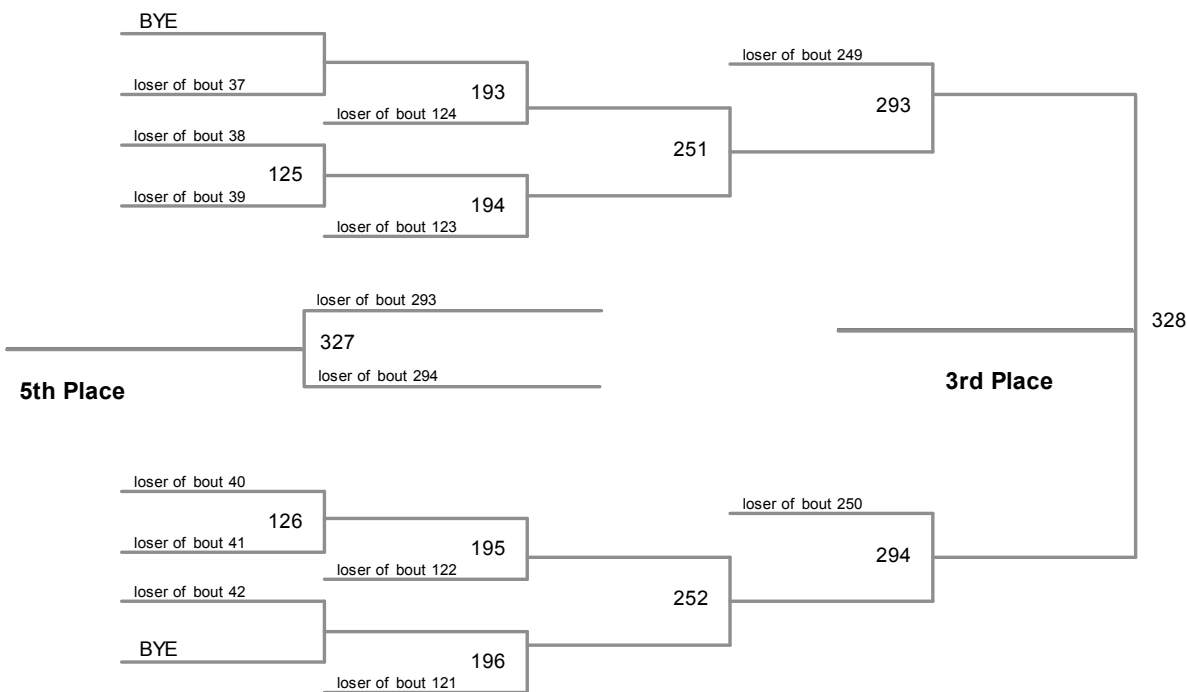 BYE
loser of bout 37
193
loser of bout 124
loser of bout 38
125
loser of bout 39
194
loser of bout 123
251
loser of bout 249
293
loser of bout 293
327
loser of bout 294
5th Place
328
3rd Place
loser of bout 40
126
loser of bout 41
195
loser of bout 122
loser of bout 42
BYE
196
loser of bout 121
252
loser of bout 250
294